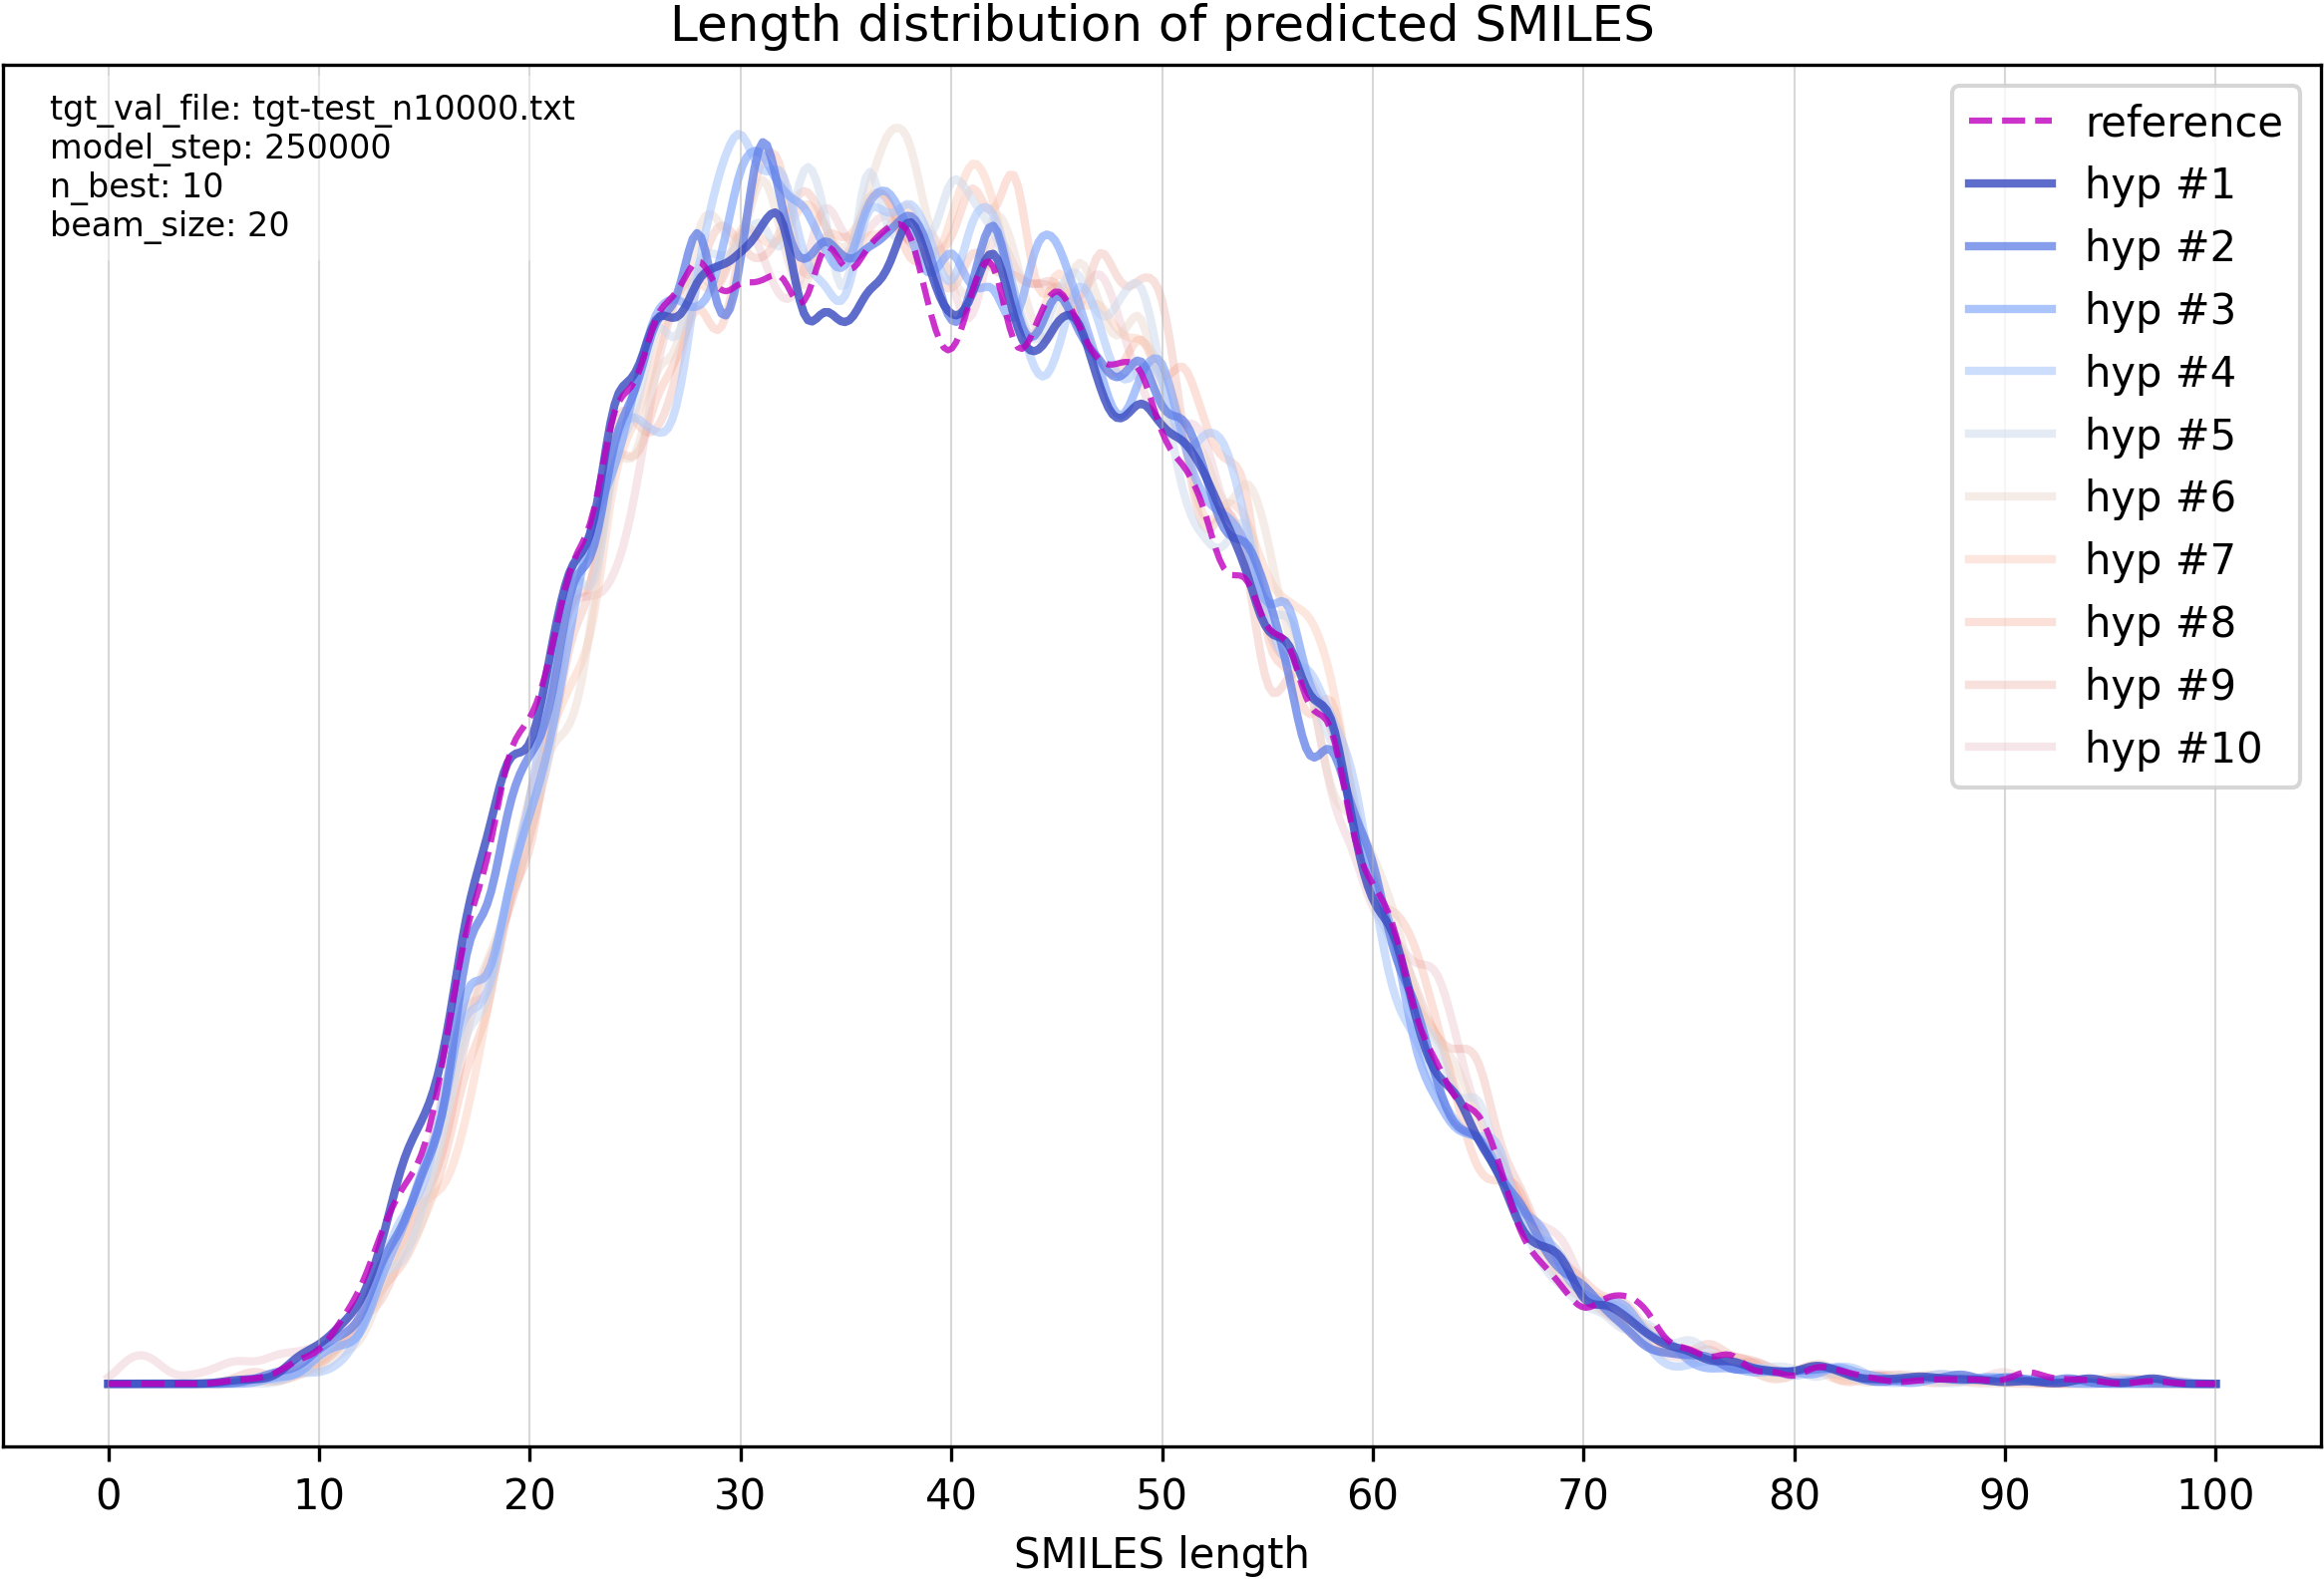 Length distribution of predicted SMILES
tgt_val_file: tgt-test_n10000.txt
model_step: 250000
n_best: 10
beam_size: 20
reference
hyp #1
hyp #2
hyp #3
hyp #4
hyp #5
hyp #6
hyp #7
hyp #8
hyp #9
hyp #10
0 10 20 30 40 50 60 70 80 90 100
SMILES length